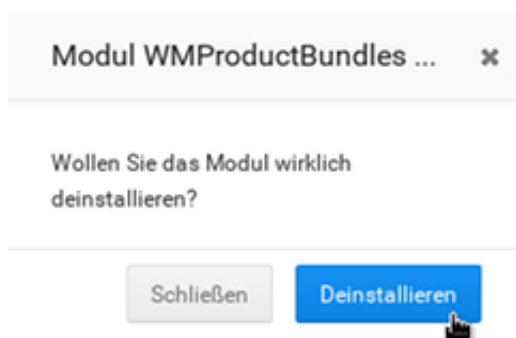 Modul WMProductBundles ...
Wollen Sie das Modul wirklich
deinstallieren?
Schließen
Deinstallieren